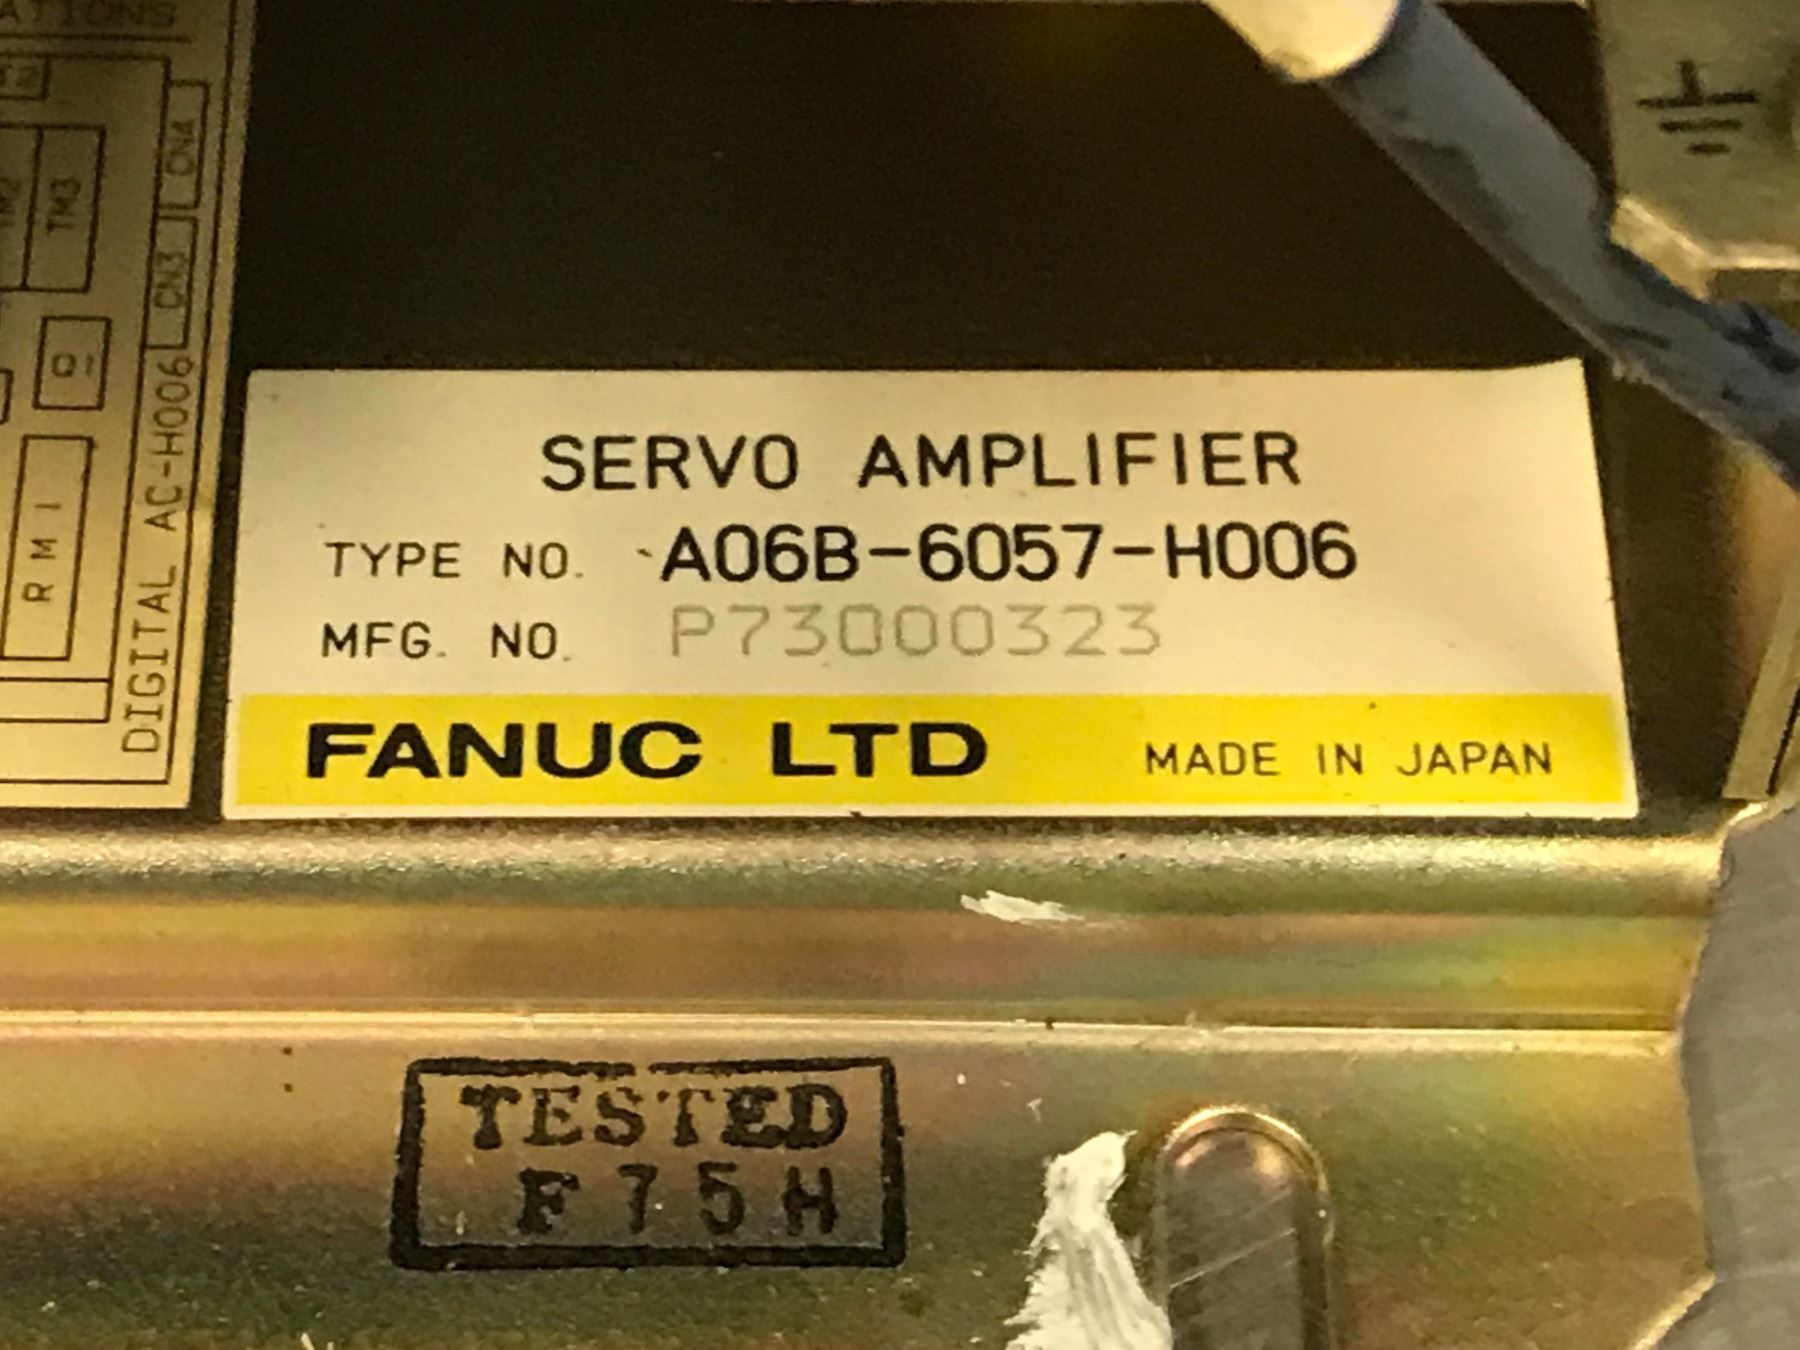 SERVO AMPLIFIER
TYPE NO. A06B-6057-H006
MFG. NO. P73000323
FANUC LTD MADE IN JAPAN
TESTED
F75H
DIGITAL AC-H006
CN3
CN4
TM2
TM3
RM1